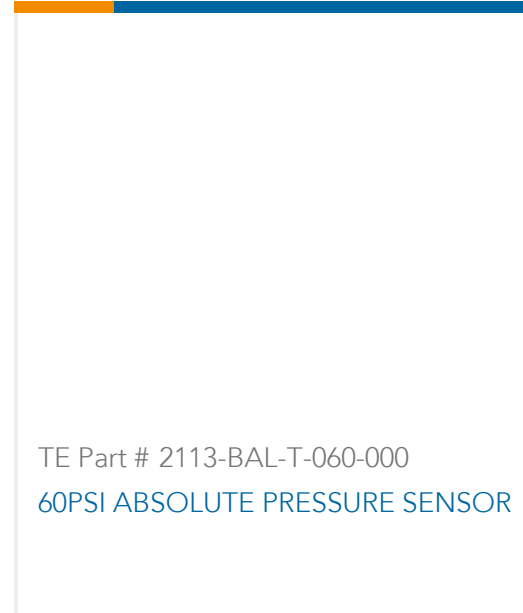 TE Part # 2113-BAL-T-060-000
60PSI ABSOLUTE PRESSURE SENSOR